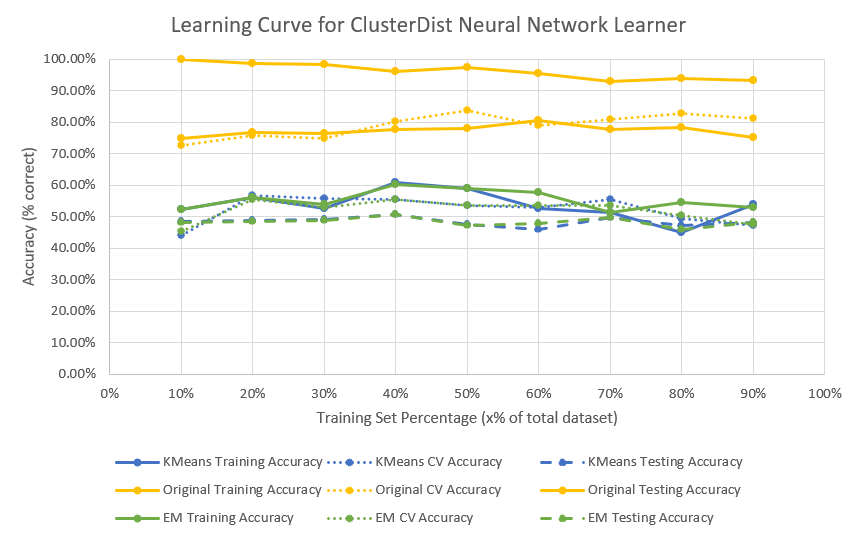 Learning Curve for ClusterDist Neural Network Learner
100.00%
90.00%
80.00%
70.00%
60.00%
50.00%
40.00%
30.00%
20.00%
10.00%
0.00%
Accuracy (% correct)
0% 10% 20% 30% 40% 50% 60% 70% 80% 90% 100%
Training Set Percentage (x% of total dataset)
KMeans Training Accuracy KMeans CV Accuracy KMeans Testing Accuracy
Original Training Accuracy Original CV Accuracy Original Testing Accuracy
EM Training Accuracy EM CV Accuracy EM Testing Accuracy